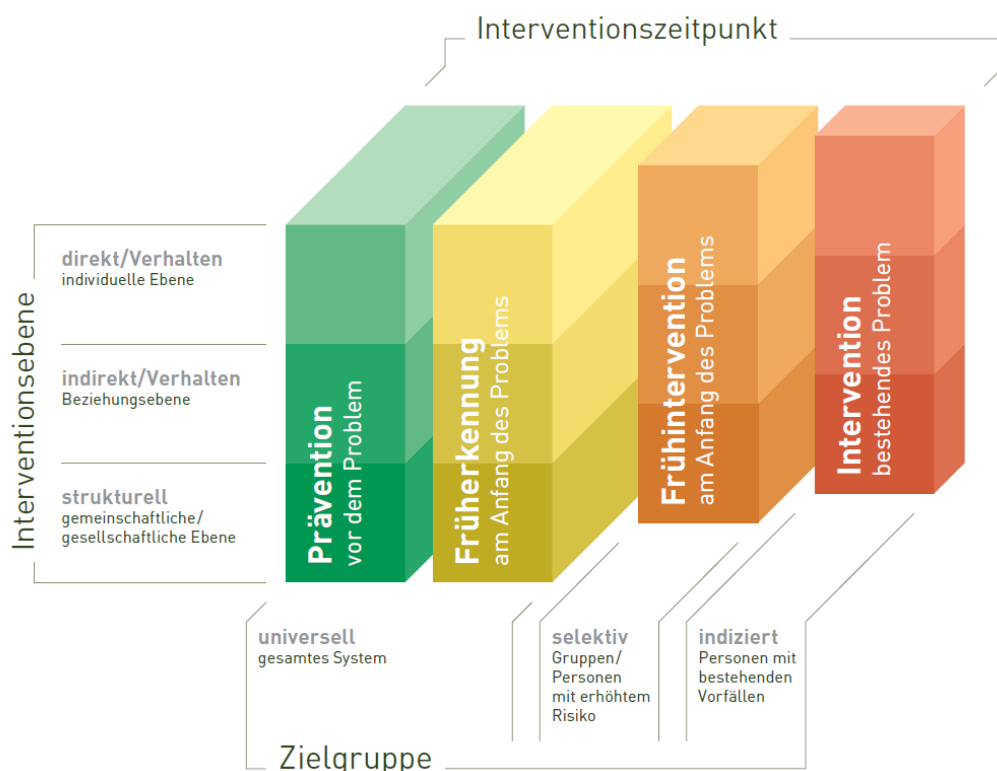 Interventionszeitpunkt
Interventionsebene
direkt/Verhalten
individuelle Ebene
indirekt/Verhalten
Beziehungsebene
strukturell
gemeinschaftliche/
gesellschaftliche Ebene
Prävention
vor dem Problem
Früherkennung
am Anfang des Problems
Frühintervention
am Anfang des Problems
Intervention
bestehendes Problem
universell
gesamtes System
selektiv
Gruppen/
Personen
mit erhöhtem
Risiko
indiziert
Personen mit
bestehenden
Vorfällen
Zielgruppe